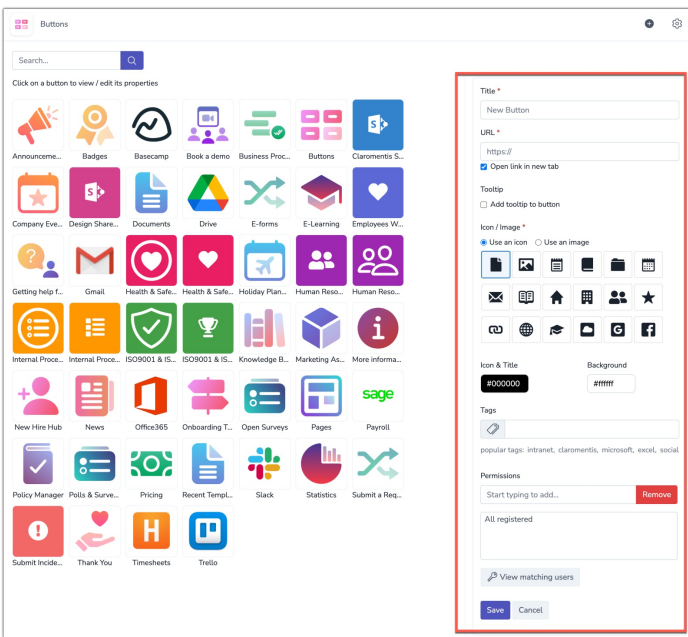 Buttons
Search...
Click on a button to view / edit its properties
Announceme... Badges Basecamp Book a demo Business Proc... Buttons Claromentis S...
Company Eve... Design Share... Documents Drive E-forms E-Learning Employees W...
Getting help f... Gmail Health & Safe... Health & Safe... Holiday Plan... Human Reso... Human Reso...
Internal Proce... Internal Proce... ISO9001 & IS... ISO9001 & IS... Knowledge B... Marketing As... More informa...
sage
New Hire Hub News Office365 Onboarding T... Open Surveys Pages Payroll
Policy Manager Polls & Surve... Pricing Recent Templ... Slack Statistics Submit a Req...
Submit Incide... Thank You Timesheets Trello
Title *
New Button
URL *
https://
Open link in new tab
Tooltip
Add tooltip to button
Icon / Image *
Use an icon Use an image
Icon & Title Background
#000000 #ffffff
Tags
popular tags: intranet, claromentis, microsoft, excel, social
Permissions
Start typing to add... Remove
All registered
View matching users
Save Cancel